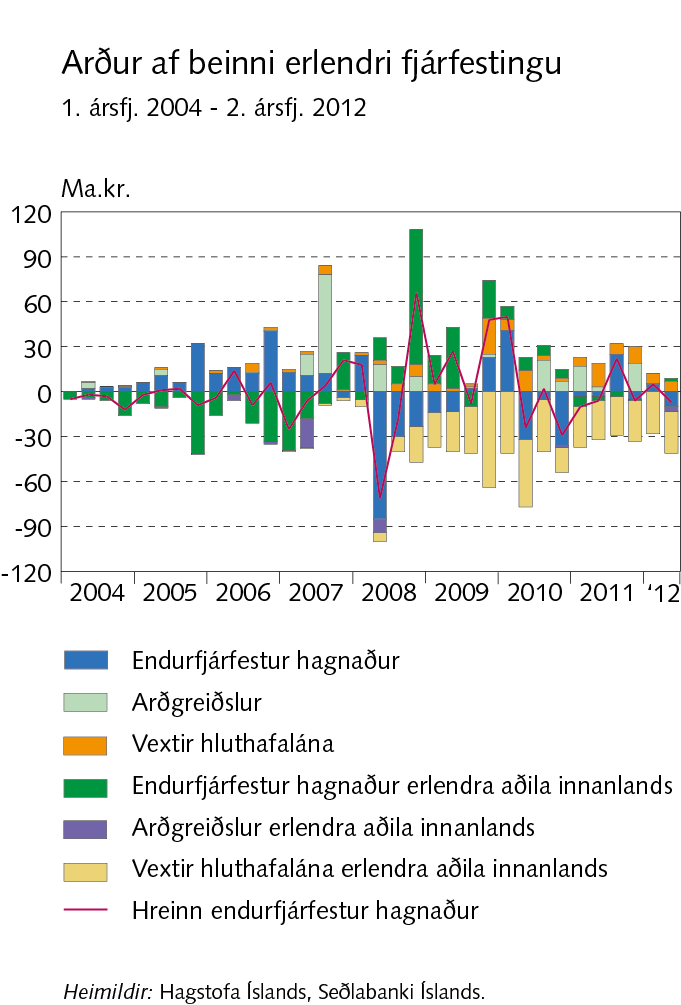 Arður af beinni erlendri fjárfestingu
1. ársfj. 2004 - 2. ársfj. 2012
Ma.kr.
120
90
60
30
0
-30
-60
-90
-120
2004 2005 2006 2007 2008 2009 2010 2011 ‘12
Endurfjárfestur hagnaður
Arðgreiðslur
Vextir hluthafalána
Endurfjárfestur hagnaður erlendra aðila innanlands
Arðgreiðslur erlendra aðila innanlands
Vextir hluthafalána erlendra aðila innanlands
Hreinn endurfjárfestur hagnaður
Heimildir: Hagstofa Íslands, Seðlabanki Íslands.